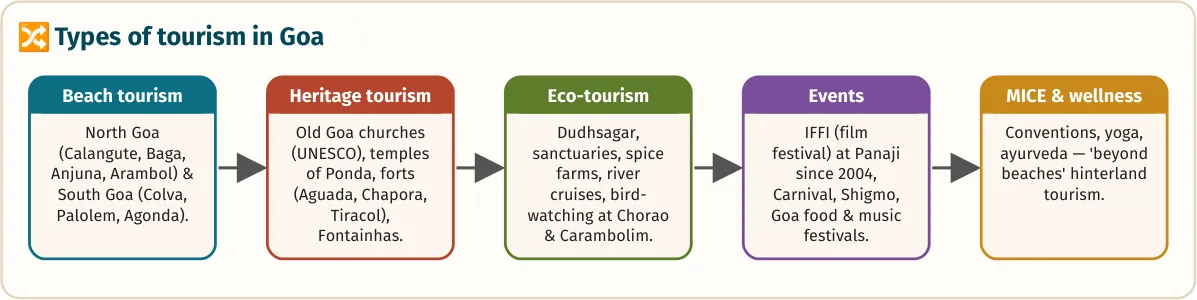 🔀 Types of tourism in Goa
Beach tourism
North Goa
(Calangute, Baga,
Anjuna, Arambol) &
South Goa (Colva,
Palolem, Agonda).
Heritage tourism
Old Goa churches
(UNESCO), temples
of Ponda, forts
(Aguada, Chapora,
Tiracol),
Fontainhas.
Eco-tourism
Dudhsagar,
sanctuaries, spice
farms, river
cruises, bird-
watching at Chorao
& Carambolim.
Events
IFFI (film
festival) at Panaji
since 2004,
Carnival, Shigmo,
Goa food & music
festivals.
MICE & wellness
Conventions, yoga,
ayurveda — 'beyond
beaches' hinterland
tourism.